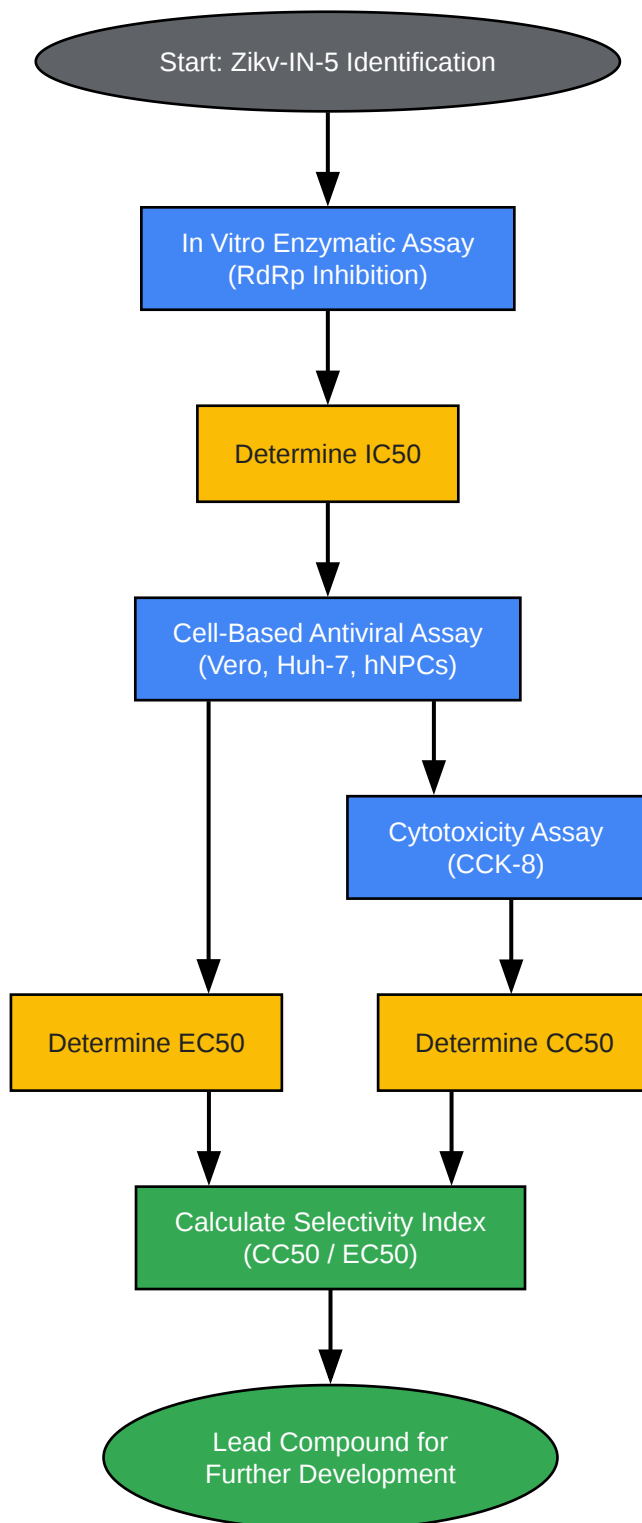 Start: Zikv-IN-5 Identification
In Vitro Enzymatic Assay
(RdRp Inhibition)
Determine IC50
Cell-Based Antiviral Assay
(Vero, Huh-7, hNPCs)
Cytotoxicity Assay
(CCK-8)
Determine EC50
Determine CC50
Calculate Selectivity Index
(CC50 / EC50)
Lead Compound for
Further Development